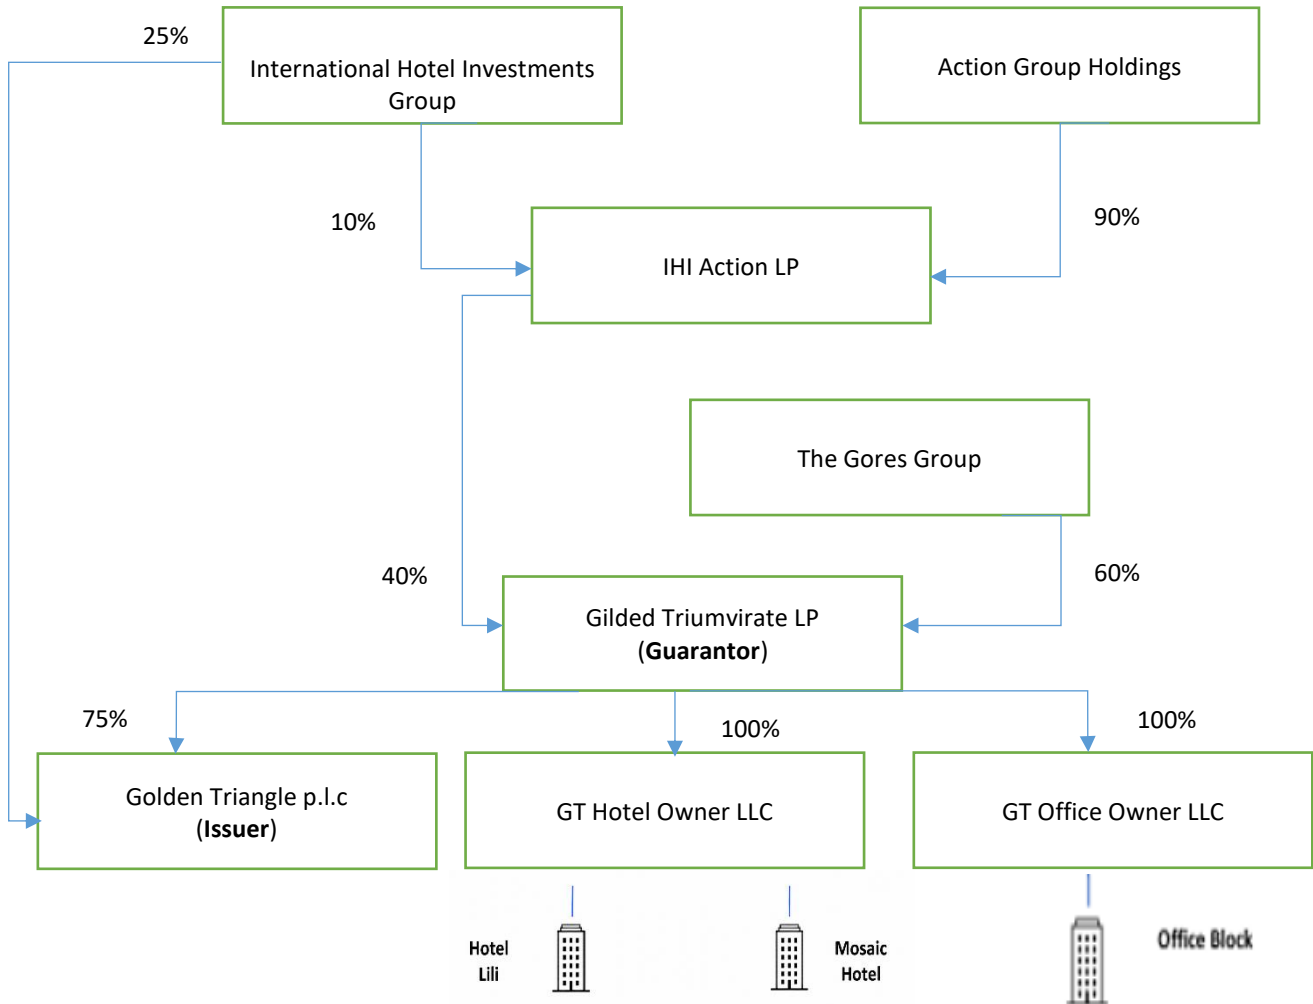 25%
International Hotel Investments
Group
Action Group Holdings
10%
90%
IHI Action LP
The Gores Group
40%
60%
Gilded Triumvirate LP
(Guarantor)
75%
100%
100%
Golden Triangle p.l.c
(Issuer)
GT Hotel Owner LLC
GT Office Owner LLC
Hotel
Lili
Mosaic
Hotel
Office Block